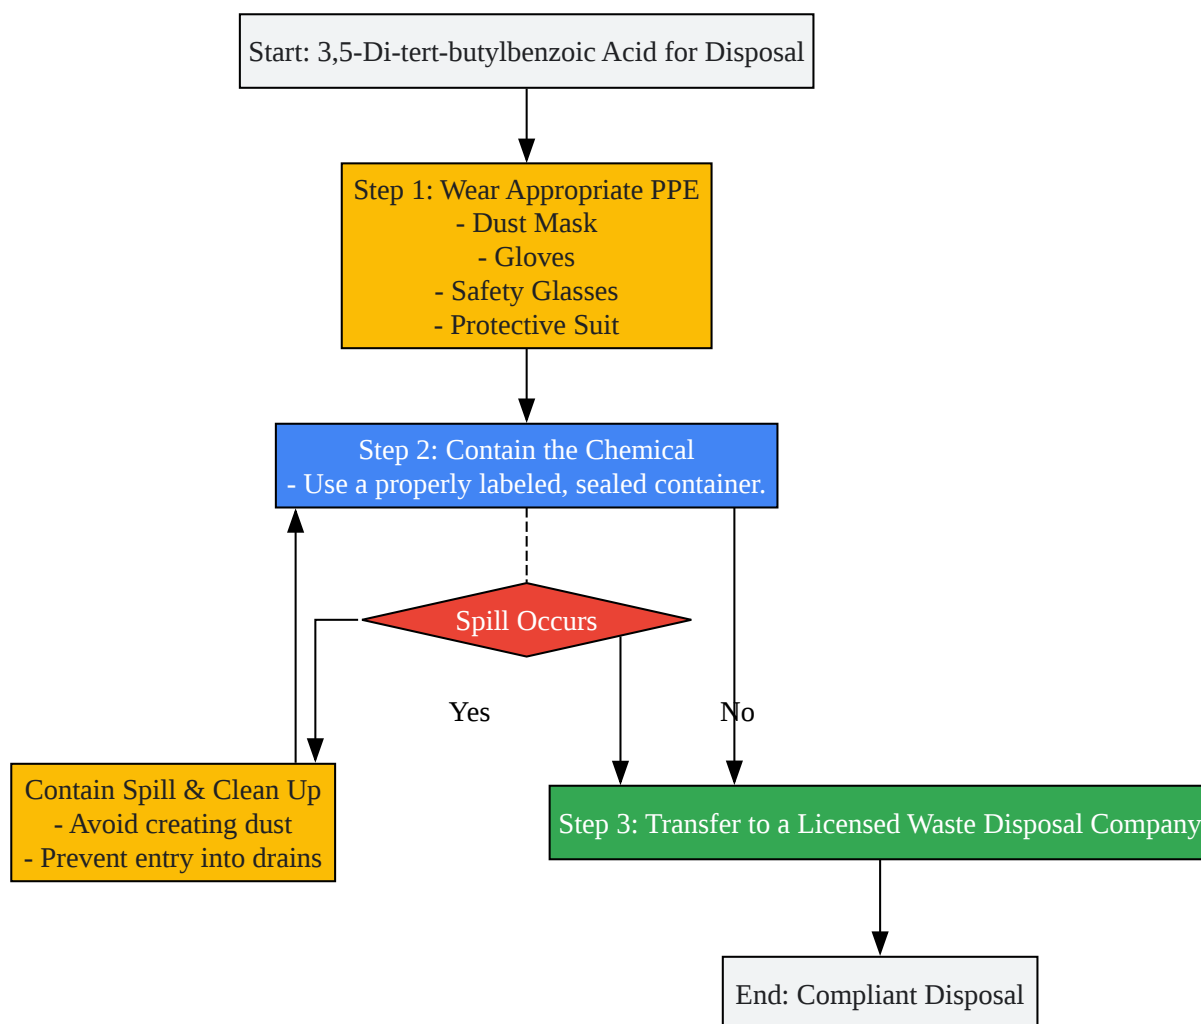 Start: 3,5-Di-tert-butylbenzoic Acid for Disposal
Step 1: Wear Appropriate PPE
- Dust Mask
- Gloves
- Safety Glasses
- Protective Suit
Step 2: Contain the Chemical
- Use a properly labeled, sealed container.
Spill Occurs
Yes
No
Contain Spill & Clean Up
- Avoid creating dust
- Prevent entry into drains
Step 3: Transfer to a Licensed Waste Disposal Company
End: Compliant Disposal